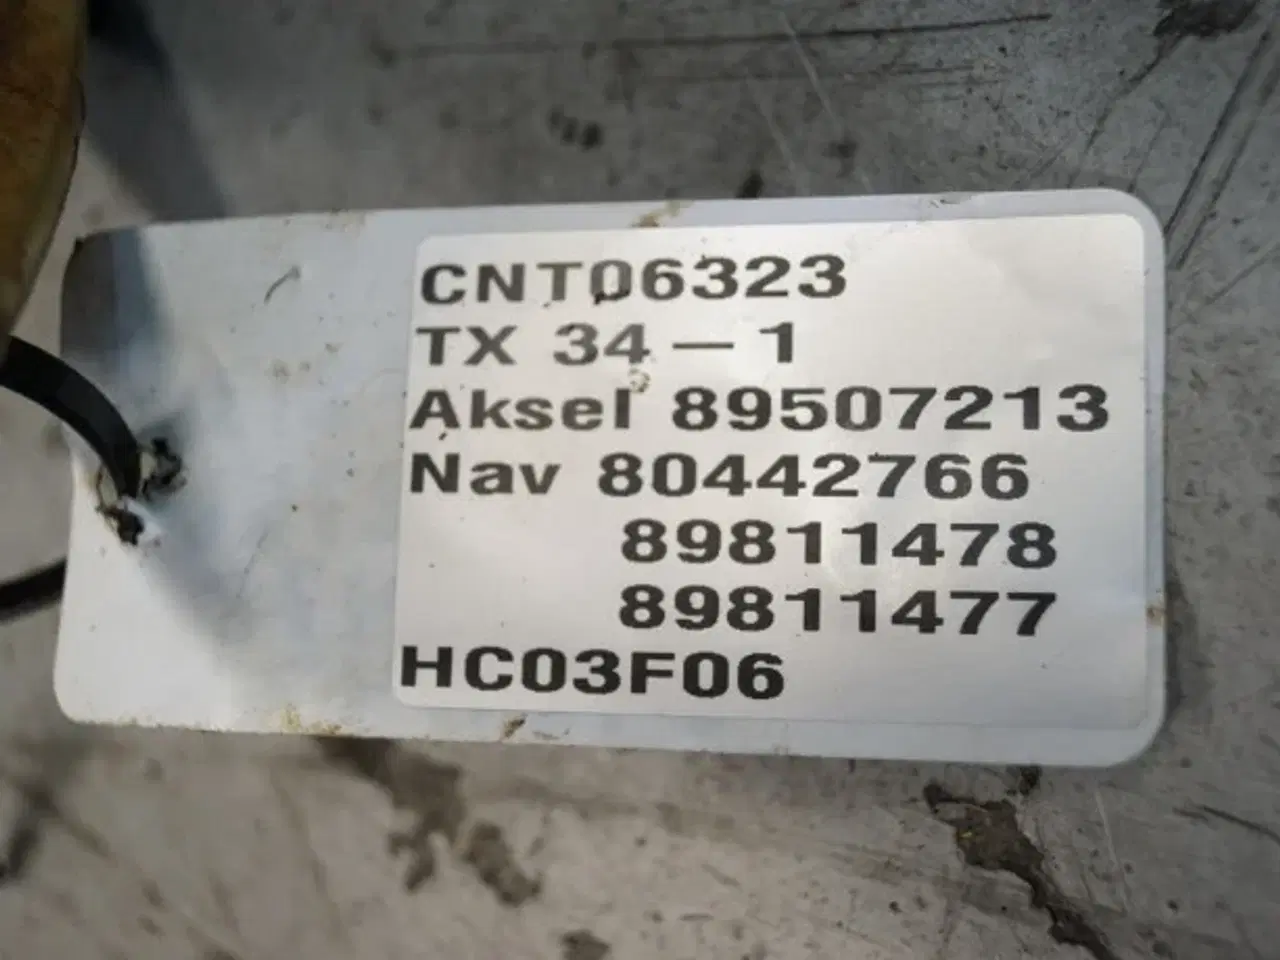 CNT06323
TX 34 – 1
Aksel 89507213
Nav 80442766
89811478
89811477
HC03F06